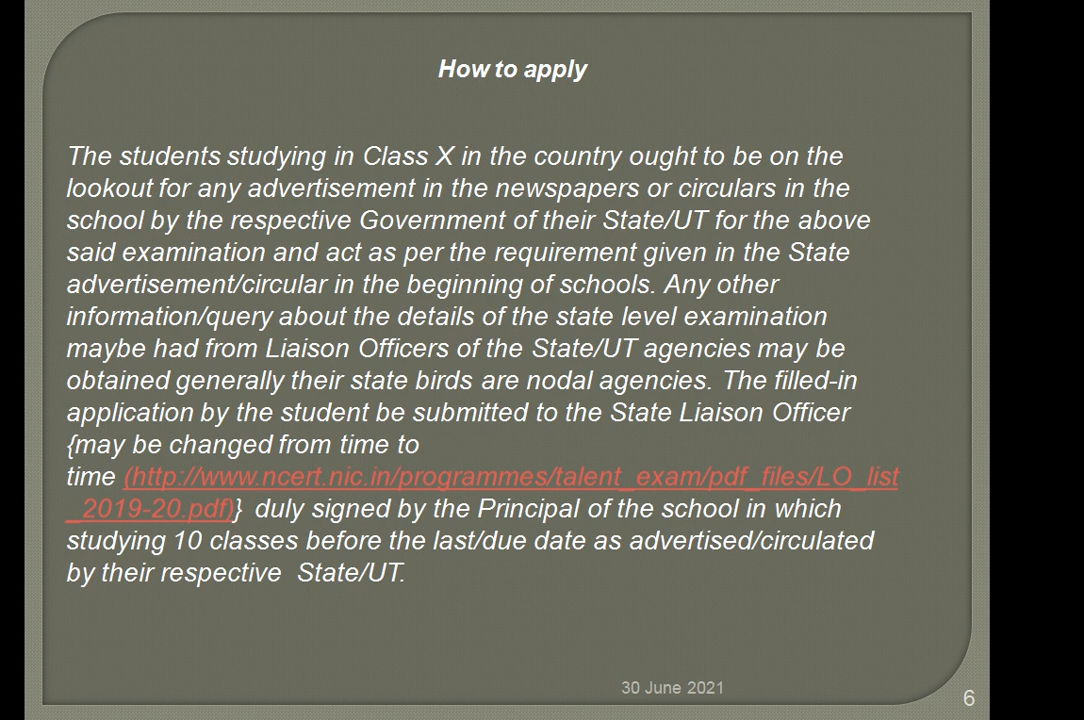 How to apply
The students studying in Class X in the country ought to be on the
lookout for any advertisement in the newspapers or circulars in the
school by the respective Government of their State/UT for the above
said examination and act as per the requirement given in the State
advertisement/circular in the beginning of schools. Any other
information/query about the details of the state level examination
maybe had from Liaison Officers of the State/UT agencies may be
obtained generally their state birds are nodal agencies. The filled-in
application by the student be submitted to the State Liaison Officer
{may be changed from time to
time (http://www.ncert.nic.in/programmes/talent_exam/pdf_files/LO_list
_2019-20.pdf)} duly signed by the Principal of the school in which
studying 10 classes before the last/due date as advertised/circulated
by their respective State/UT.
30 June 2021
6